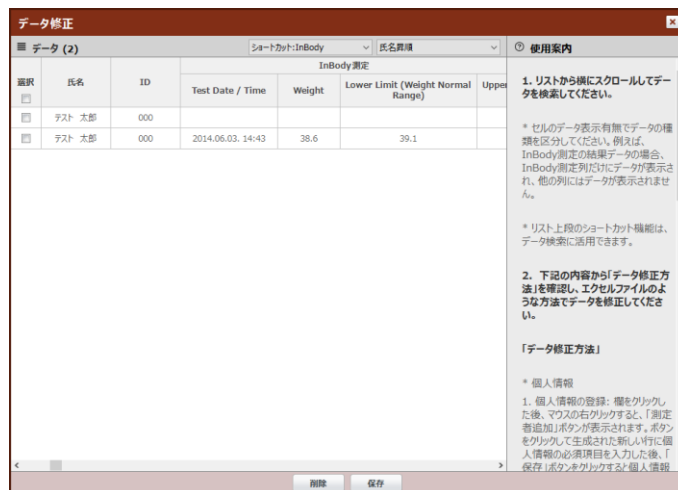 データ修正
データ (2)
ショートカット:InBody
氏名昇順
使用案内
InBody測定
選択
氏名
ID
Test Date / Time
Weight
Lower Limit (Weight Normal
Range)
Upper
テスト 太郎
000
テスト 太郎
000
2014.06.03. 14:43
38.6
39.1
1. リストから横にスクロールしてデー
タを検索してください。
* セルのデータ表示有無でデータの種
類を区分してください。例えば、
InBody測定の結果データの場合、
InBody測定列だけにデータが表示さ
れ、他の列にはデータが表示されませ
ん。
* リスト上段のショートカット機能は、
データ検索に活用できます。
2. 下記の内容から「データ修正方
法」を確認し、エクセルファイルのよ
うな方法でデータを修正してくださ
い。
「データ修正方法」
* 個人情報
1. 個人情報の登録: 欄をクリックし
た後、マウスの右クリックすると、「測定
者追加」ボタンが表示されます。ボタン
をクリックして生成された新しい行に個
人情報の必須項目を入力した後、「
保存」ボタンをクリックすると個人情報
削除
保存